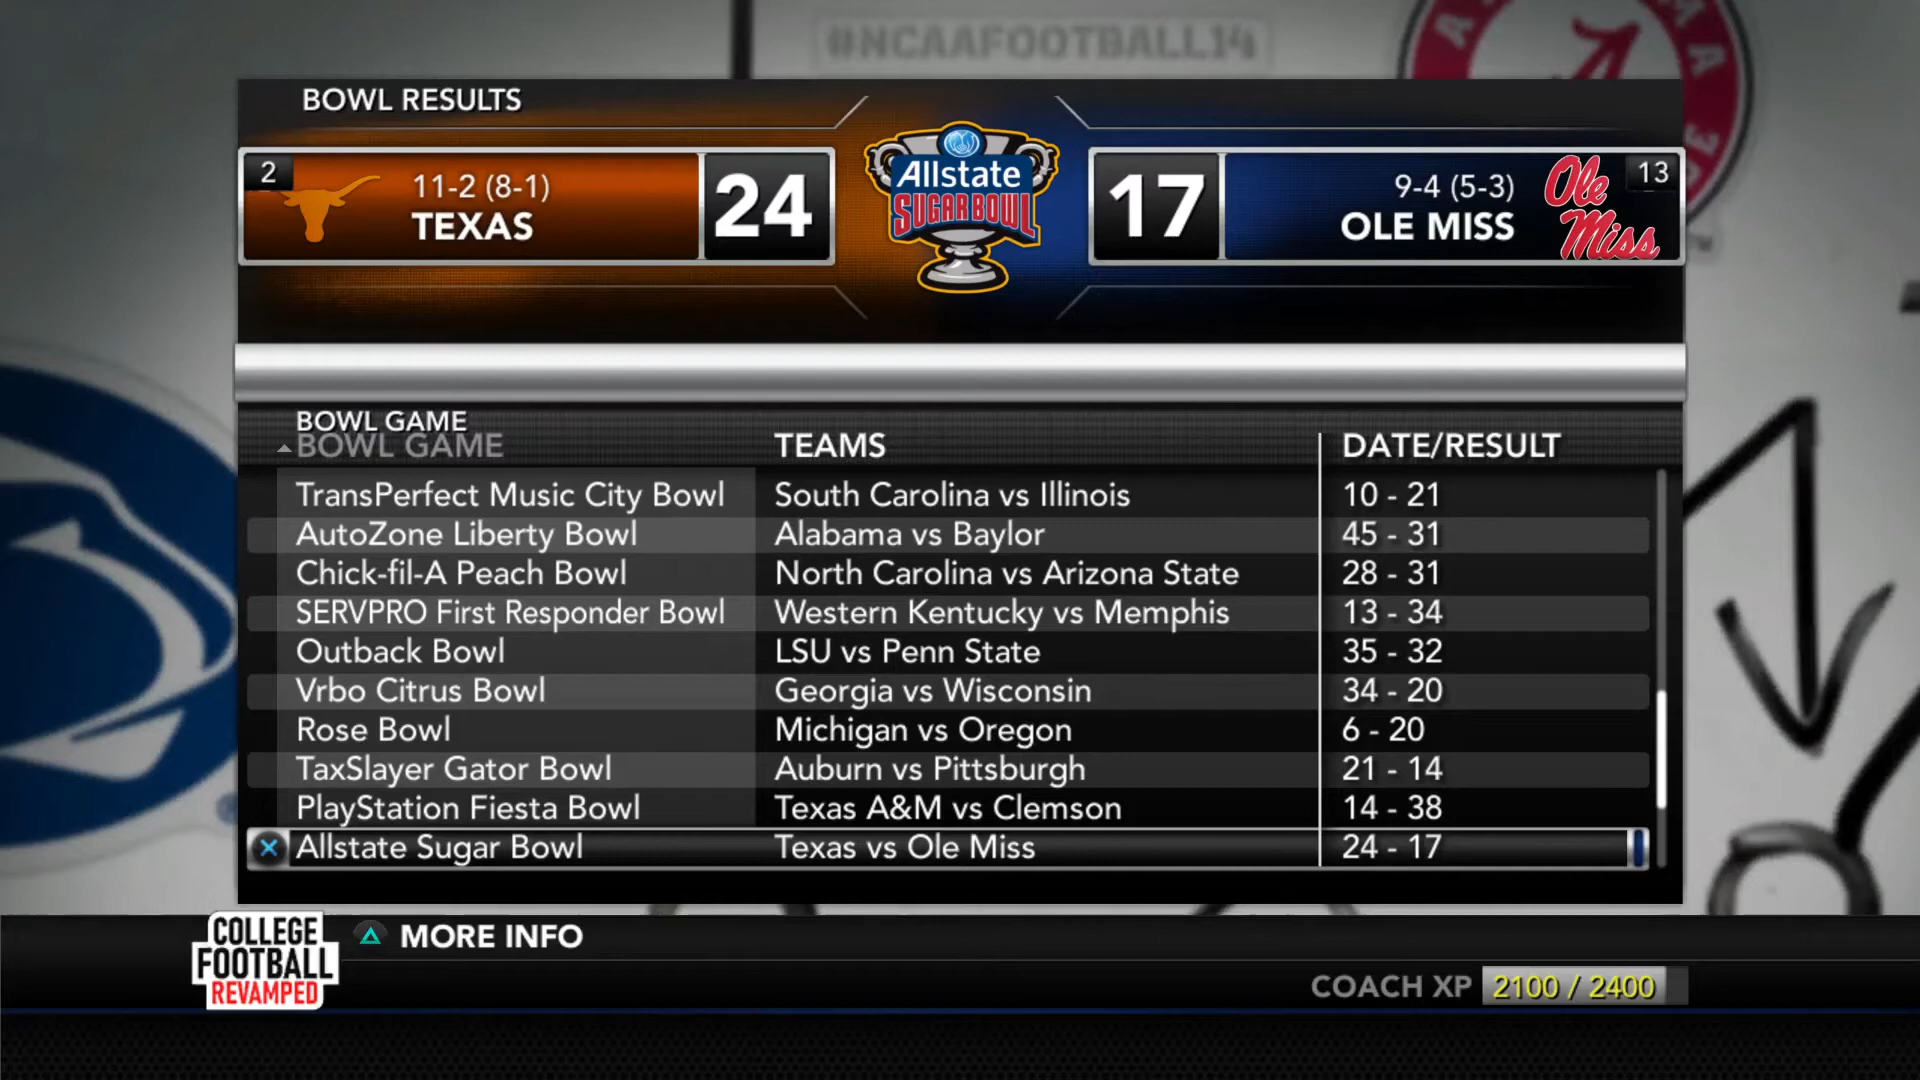 #NCAAFOOTBALL14
BOWL RESULTS
2
11-2 (8-1)
TEXAS
24
Allstate
SUGAR BOWL
17
9-4 (5-3)
OLE MISS
Ole
Miss
13
BOWL GAME
BOWL GAME TEAMS DATE/RESULT
TransPerfect Music City Bowl South Carolina vs Illinois 10 - 21
AutoZone Liberty Bowl Alabama vs Baylor 45 - 31
Chick-fil-A Peach Bowl North Carolina vs Arizona State 28 - 31
SERVPRO First Responder Bowl Western Kentucky vs Memphis 13 - 34
Outback Bowl LSU vs Penn State 35 - 32
Vrbo Citrus Bowl Georgia vs Wisconsin 34 - 20
Rose Bowl Michigan vs Oregon 6 - 20
TaxSlayer Gator Bowl Auburn vs Pittsburgh 21 - 14
PlayStation Fiesta Bowl Texas A&M vs Clemson 14 - 38
Allstate Sugar Bowl Texas vs Ole Miss 24 - 17
COLLEGE
FOOTBALL
REVAMPED
MORE INFO
COACH XP 2100 / 2400